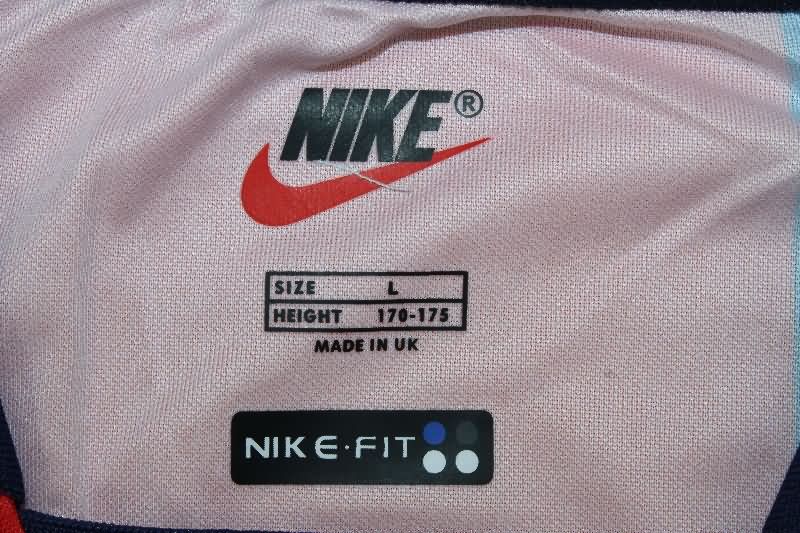 NIKE®
SIZE L
HEIGHT 170-175
MADE IN UK
NIKE·FIT